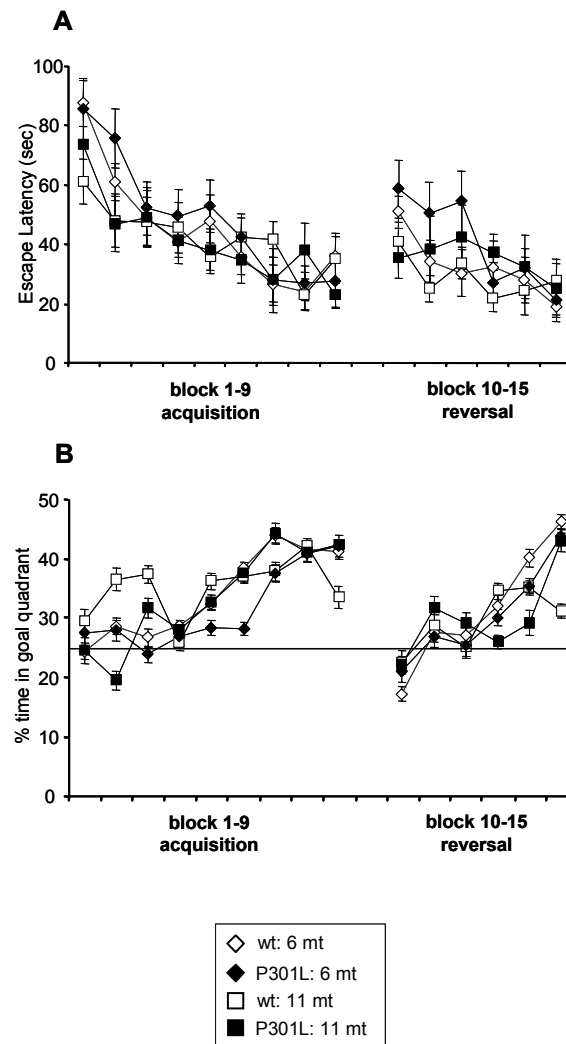 A
100
80
60
40
20
0
Escape Latency (sec)
block 1-9
acquisition
block 10-15
reversal
B
50
40
30
20
10
0
% time in goal quadrant
block 1-9
acquisition
block 10-15
reversal
wt: 6 mt
P301L: 6 mt
wt: 11 mt
P301L: 11 mt